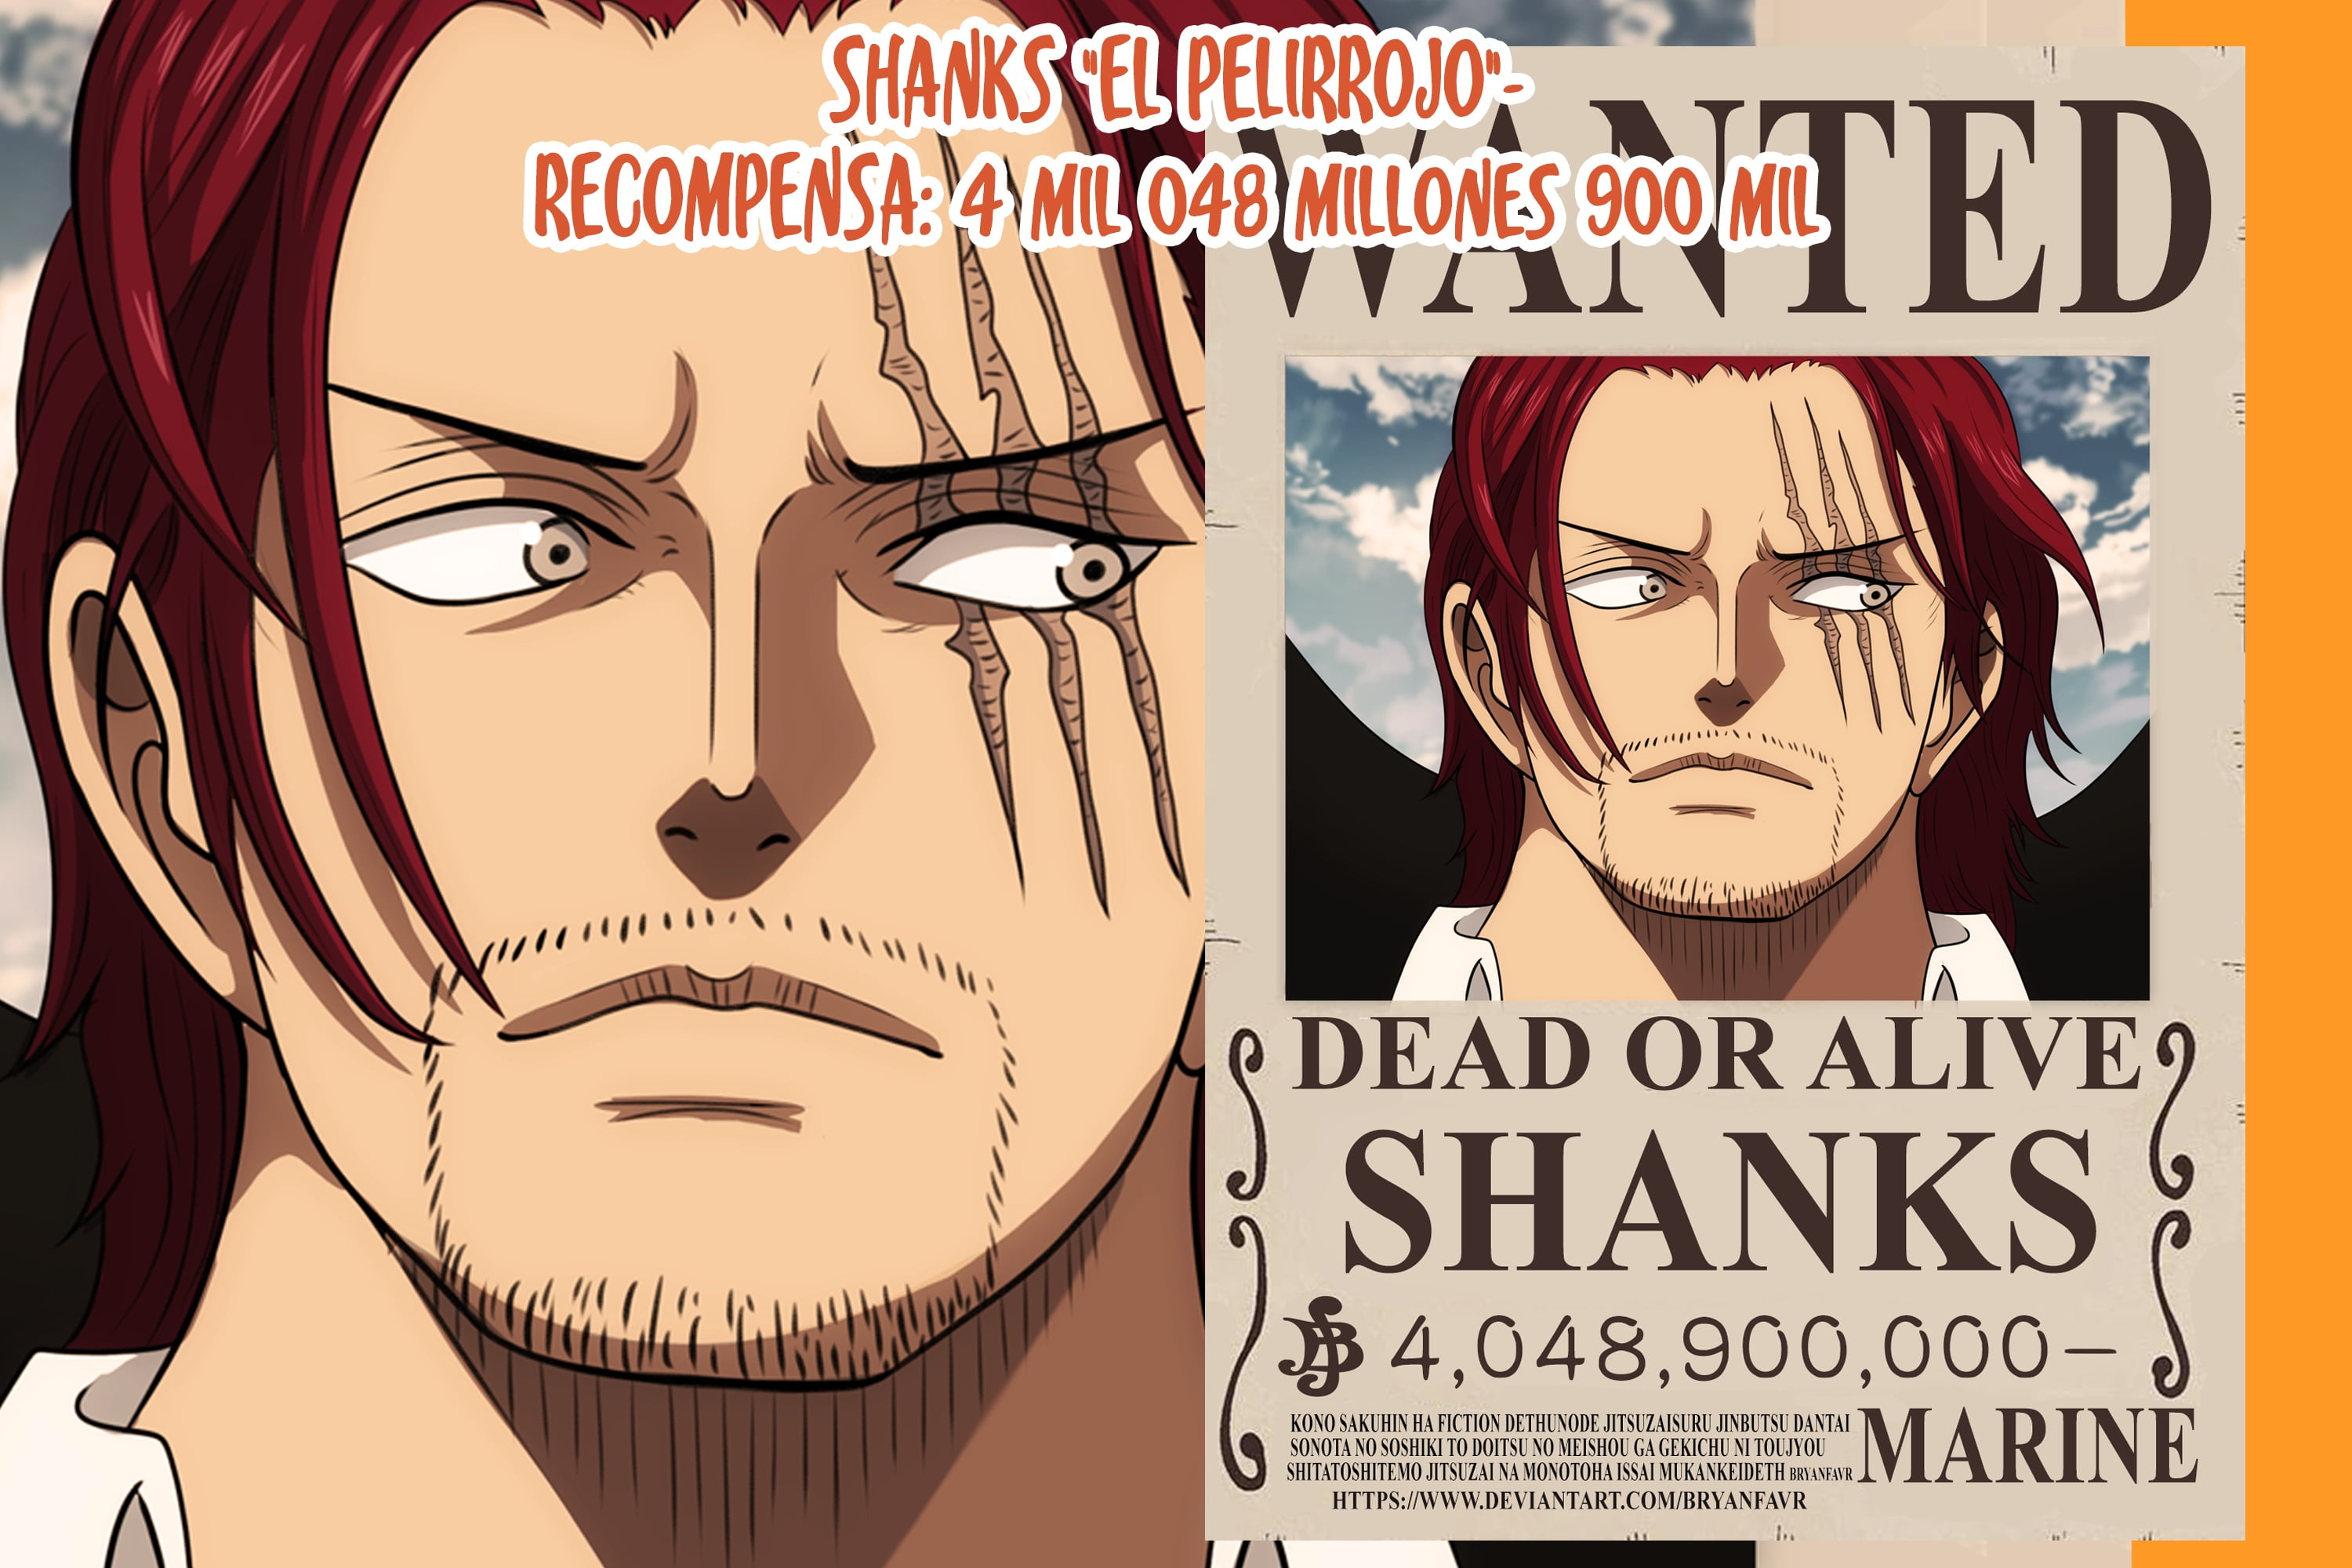 SHANKS "EL PELIRROJO"-
RECOMPENSA: 4 MIL 048 MILLONES 900 MIL
WANTED
DEAD OR ALIVE
SHANKS
4,048,900,000-
KONO SAKUHIN HA FICTION DETHUNODE JITSUZAISURU JINBUTSU DANTAI
SONOTA NO SOSHIKI TO DOITSU NO MEISHOU GA GEKICHU NI TOUJYOU
SHITATOSHITEMO JITSUZAI NA MONOTOHA ISSAI MUKANKEIDETH BRYANFAVR
MARINE
HTTPS://WWW.DEVIANTART.COM/BRYANFAVR